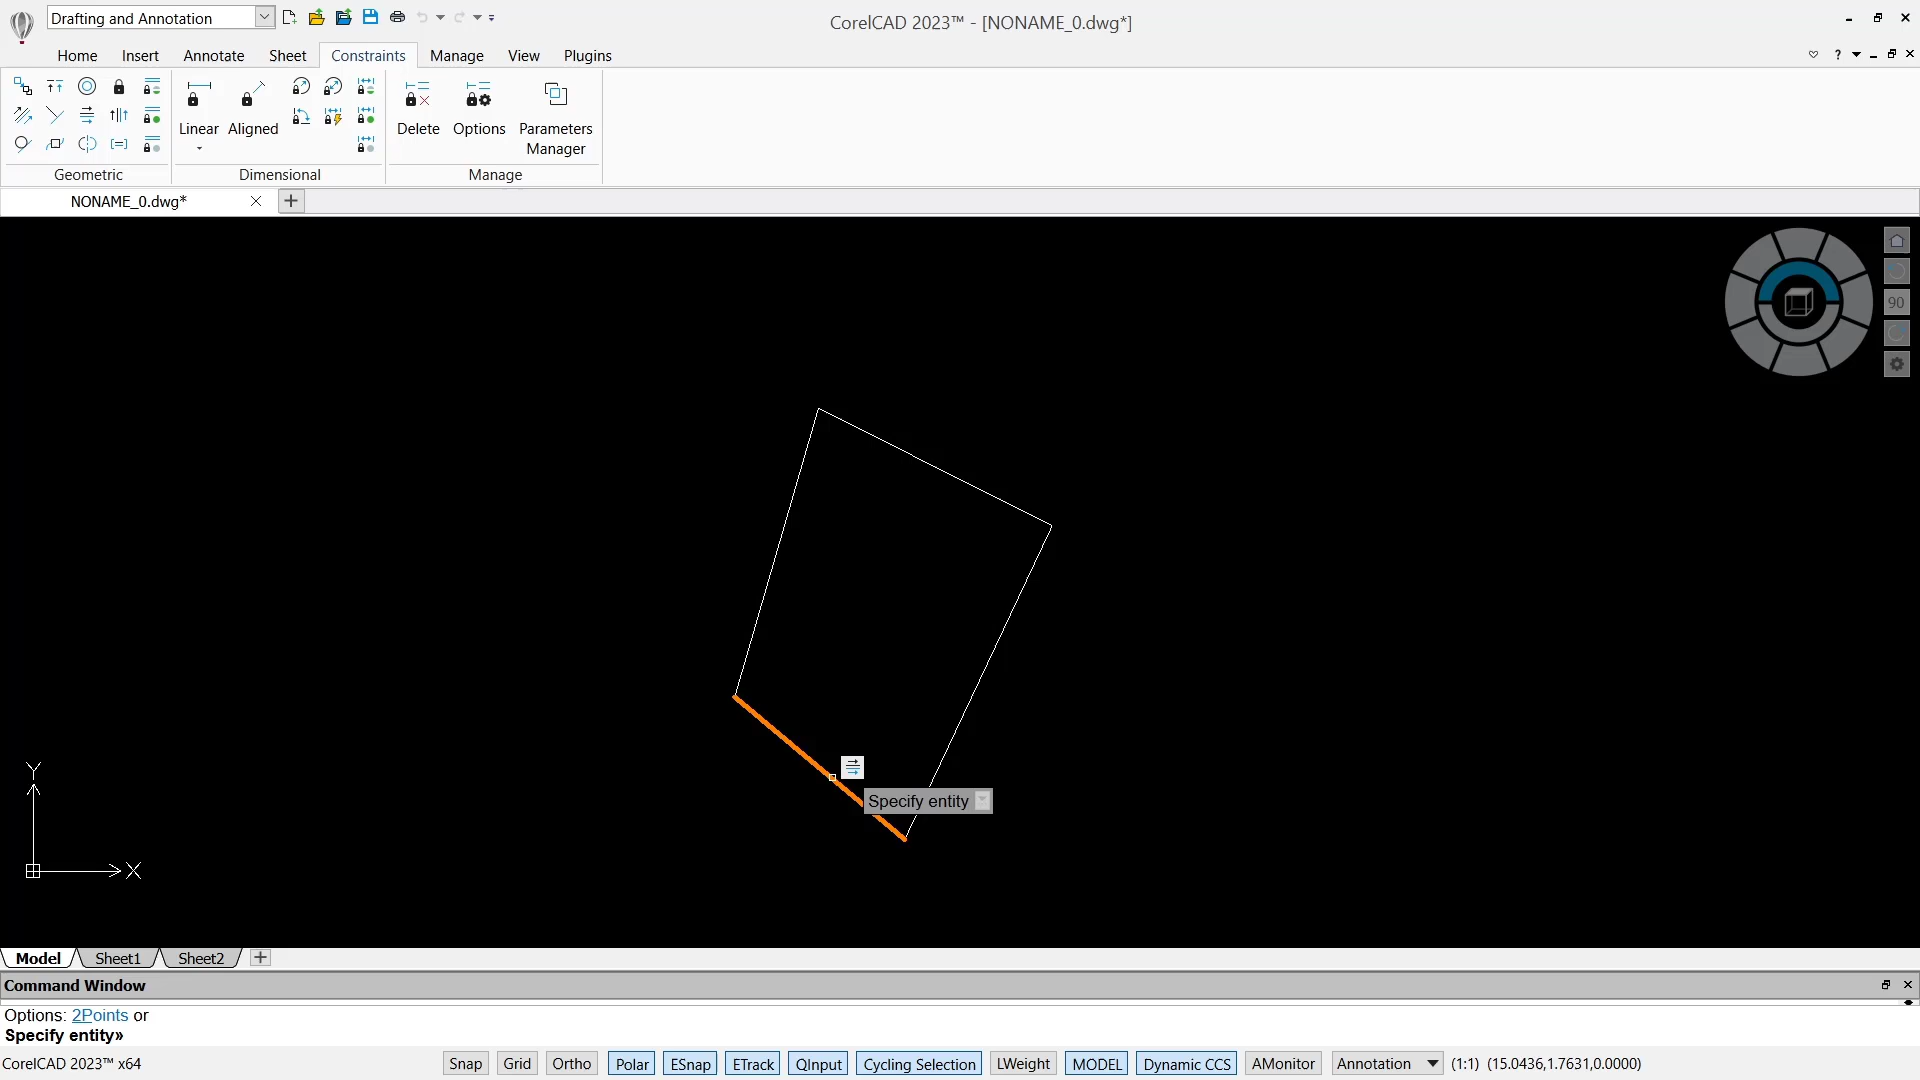 Drafting and Annotation
CorelCAD 2023™ - [NONAME_0.dwg*]
Home Insert Annotate Sheet Constraints Manage View Plugins
?
Linear Aligned Delete Options Parameters
Manager
Geometric Dimensional Manage
NONAME_0.dwg*
90
Specify entity
Y
X
Model Sheet1 Sheet2
Command Window
Options: 2Points or
Specify entity»
CorelCAD 2023™ x64 Snap Grid Ortho Polar ESnap ETrack QInput Cycling Selection LWeight MODEL Dynamic CCS AMonitor Annotation (1:1) (15.0436,1.7631,0.0000)